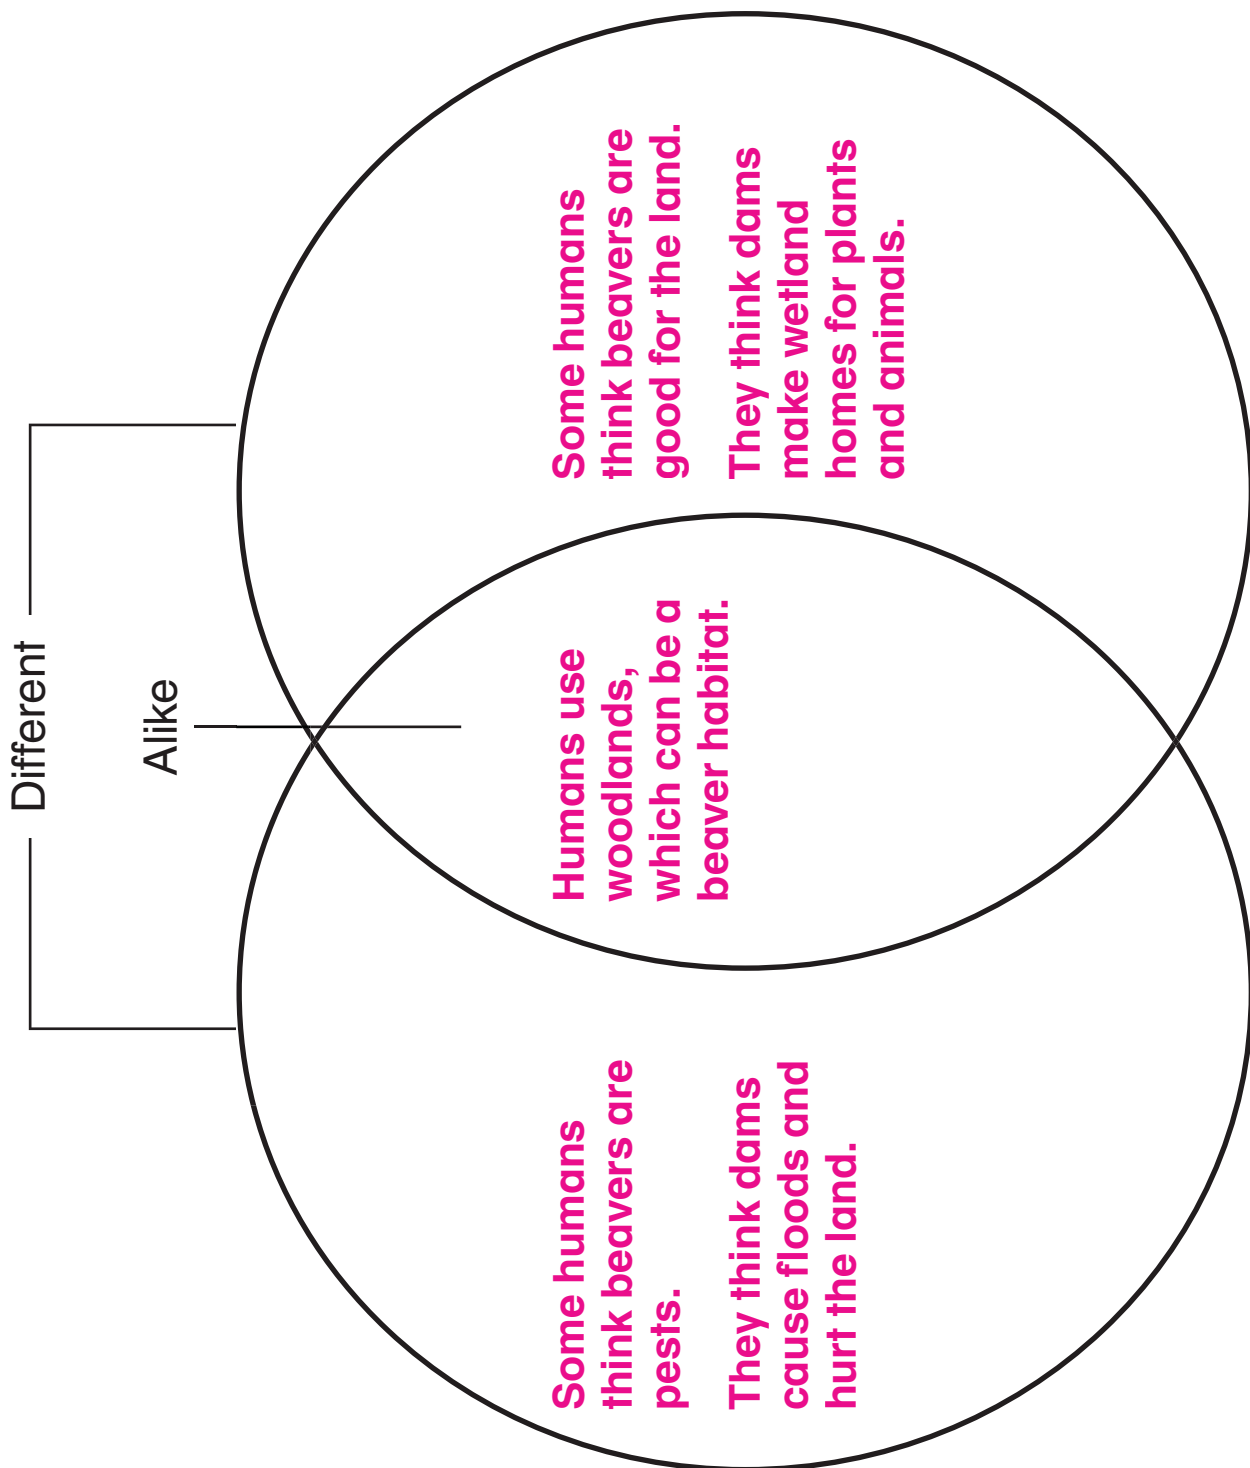 Different
Alike
Some humans
think beavers are
pests.
They think dams
cause floods and
hurt the land.
Humans use
woodlands,
which can be a
beaver habitat.
Some humans
think beavers are
good for the land.
They think dams
make wetland
homes for plants
and animals.